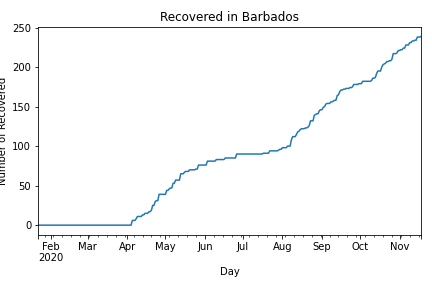 Recovered in Barbados
Number of Recovered
250
200
150
100
50
0
Feb Mar Apr May Jun Jul Aug Sep Oct Nov
2020
Day